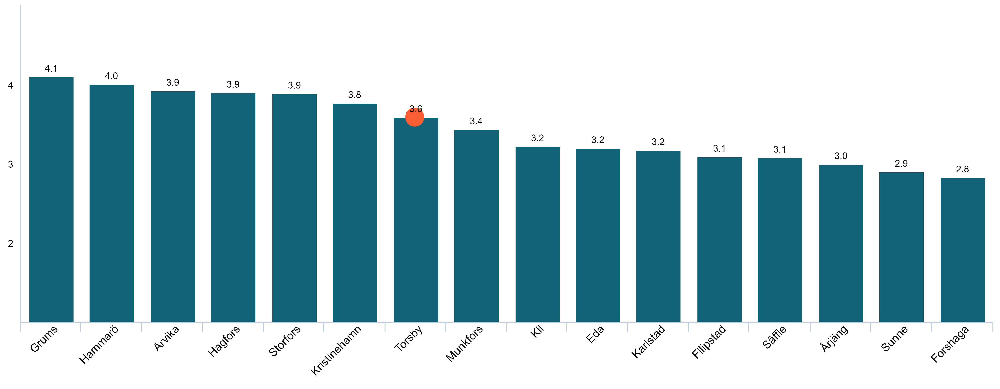 4.1
4.0
3.9
3.9
3.9
3.8
3.6
3.4
3.2
3.2
3.2
3.1
3.1
3.0
2.9
2.8
4
3
2
Grums
Hammarö
Arvika
Hagfors
Storfors
Kristinehamn
Torsby
Munkfors
Kil
Eda
Karlstad
Filipstad
Säffle
Årjäng
Sunne
Forshaga